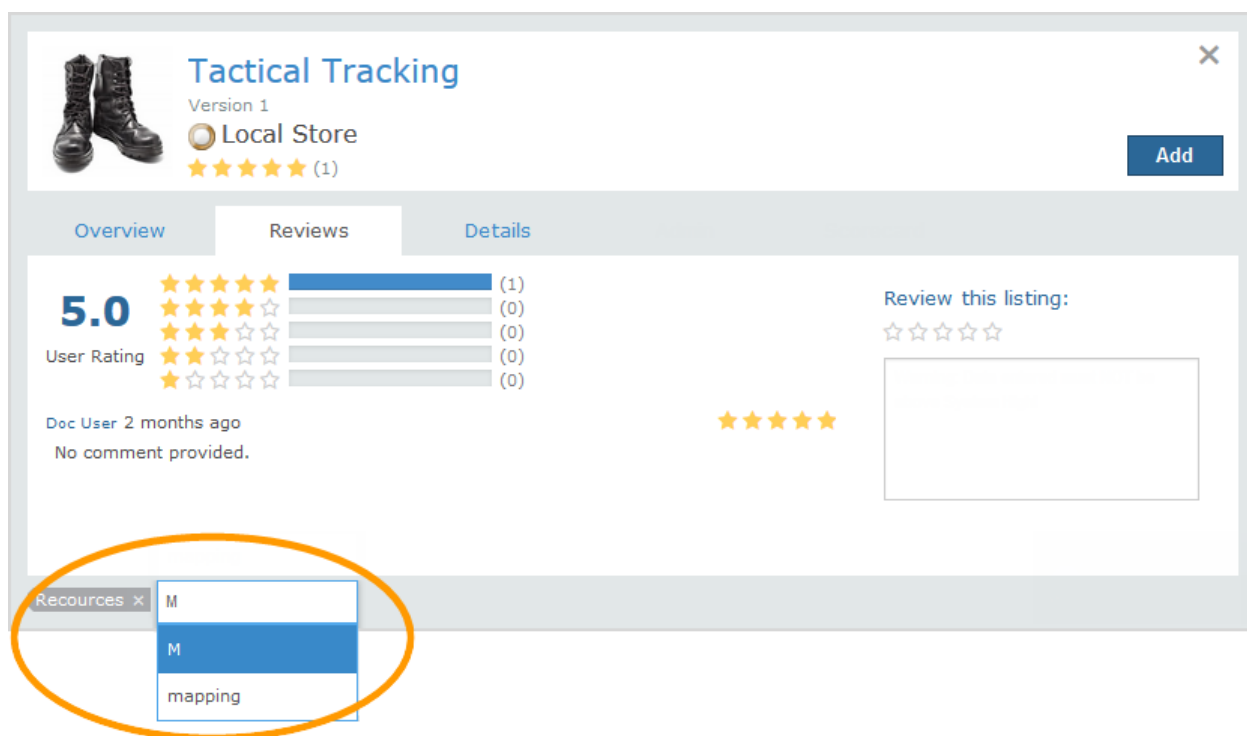 Tactical Tracking
Version 1
Local Store
(1)
Add
Overview Reviews Details
5.0
User Rating
(1)
(0)
(0)
(0)
(0)
Review this listing:
Doc User 2 months ago
No comment provided.
Recources × M
M
mapping